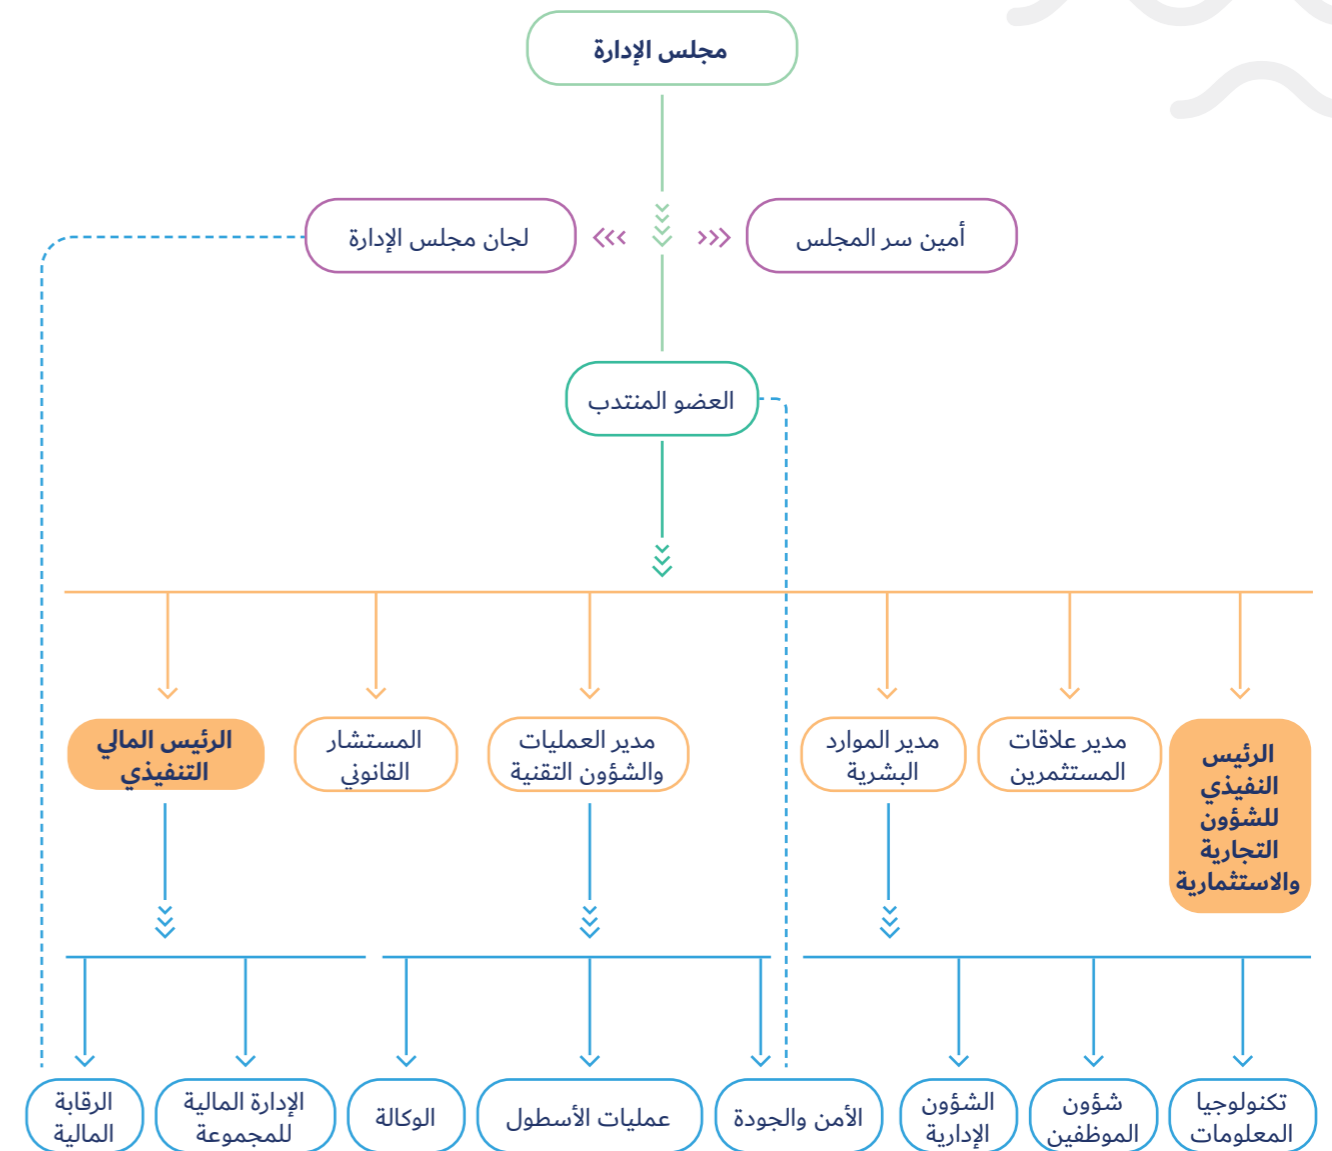 مجلس الإدارة
أمين سر المجلس
لجان مجلس الإدارة
العضو المنتدب
الرئيس
النفيذي
للشؤون
التجارية
والاستثمارية
مدير علاقات
المستثمرين
مدير الموارد
البشرية
مدير العمليات
والشؤون التقنية
المستشار
القانوني
الرئيس المالي
التنفيذي
تكنولوجيا
المعلومات
شؤون
الموظفين
الشؤون
الإدارية
الأمن والجودة
عمليات الأسطول
الوكالة
الإدارة المالية
للمجموعة
الرقابة
المالية